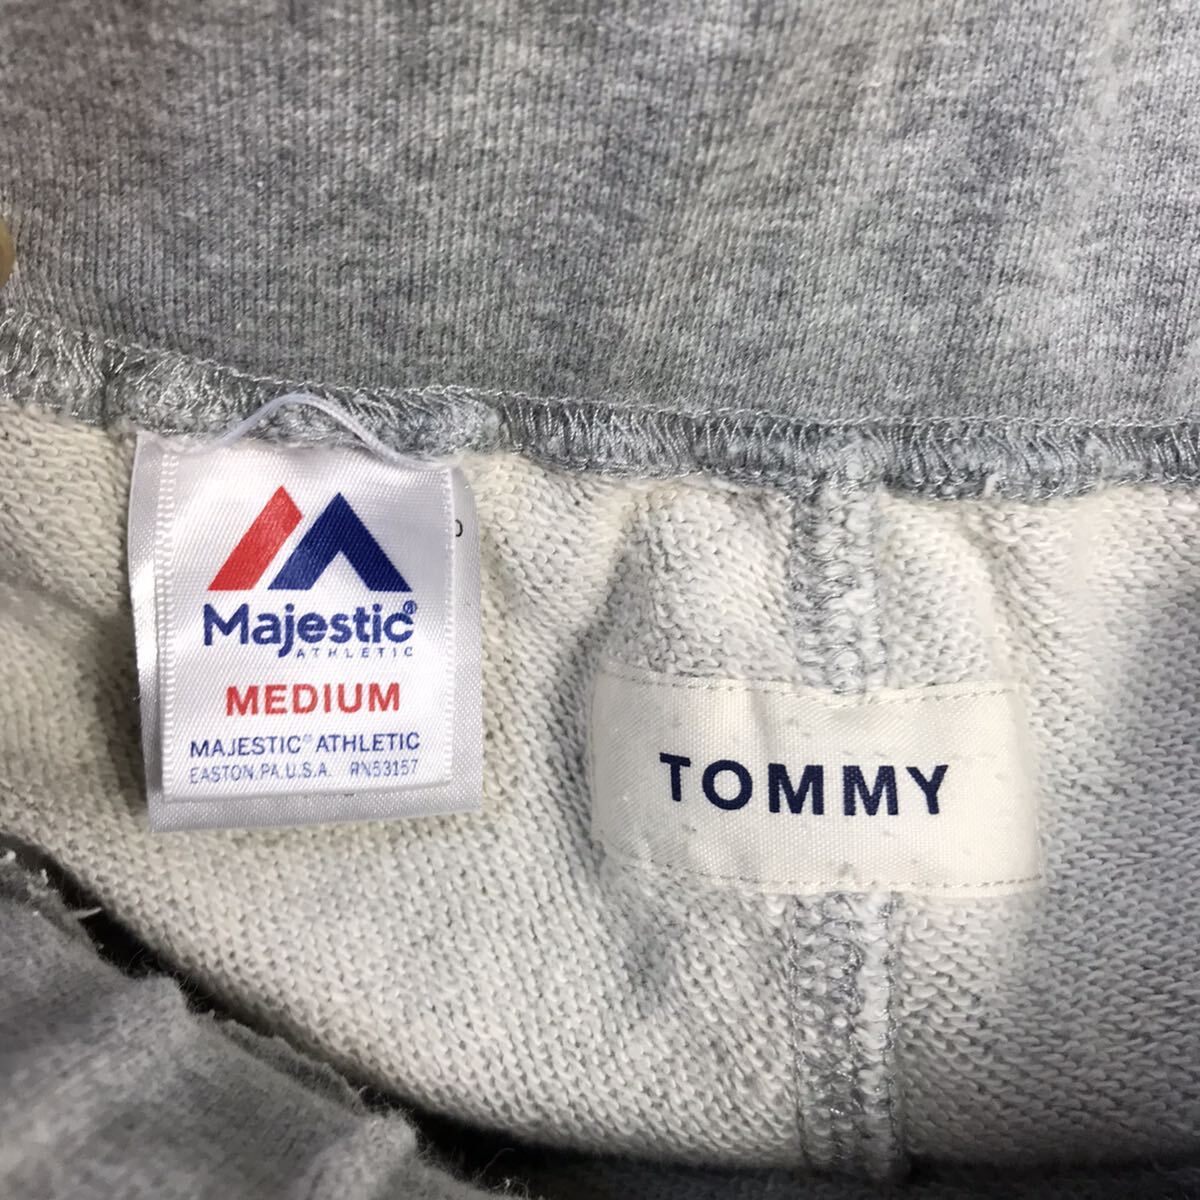 Majestic®
ATHLETIC
MEDIUM
MAJESTIC® ATHLETIC
EASTON, PA. U.S.A. RN53157
TOMMY